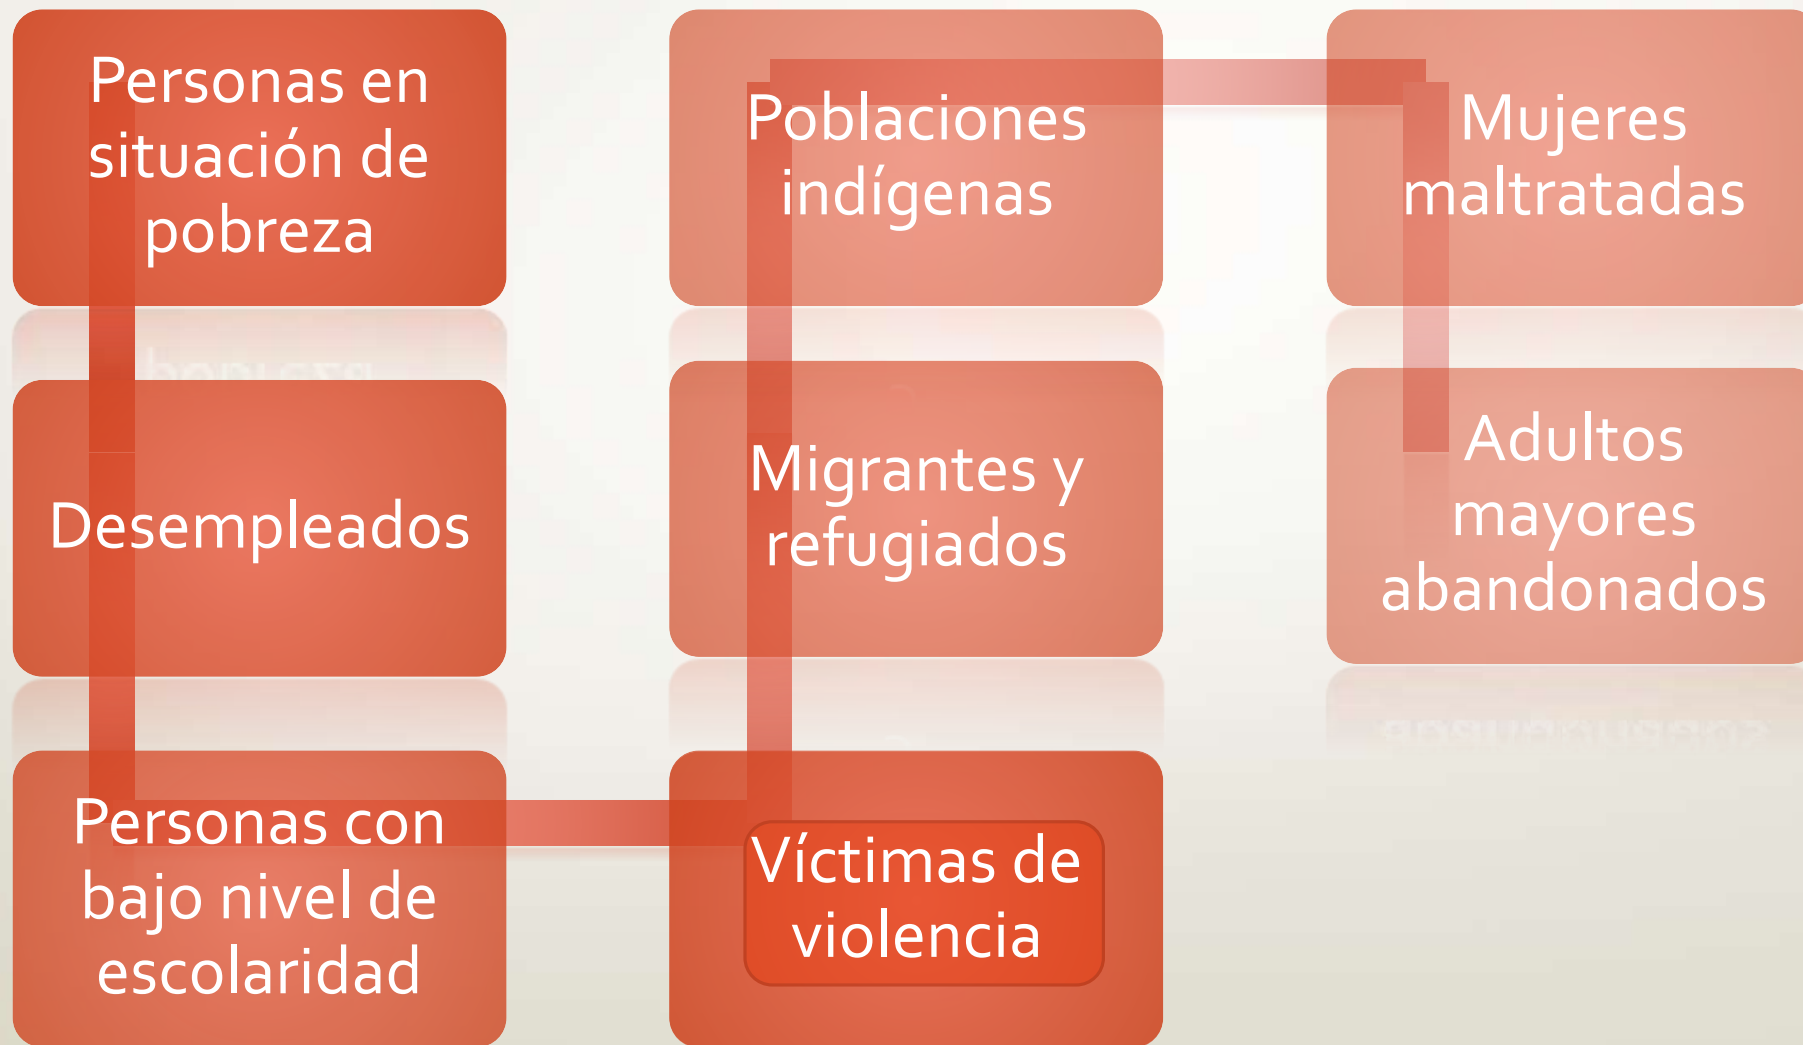 Personas en
situación de
pobreza
Desempleados
Personas con
bajo nivel de
escolaridad
Víctimas de
violencia
Migrantes y
refugiados
Poblaciones
indígenas
Mujeres
maltratadas
Adultos
mayores
abandonados